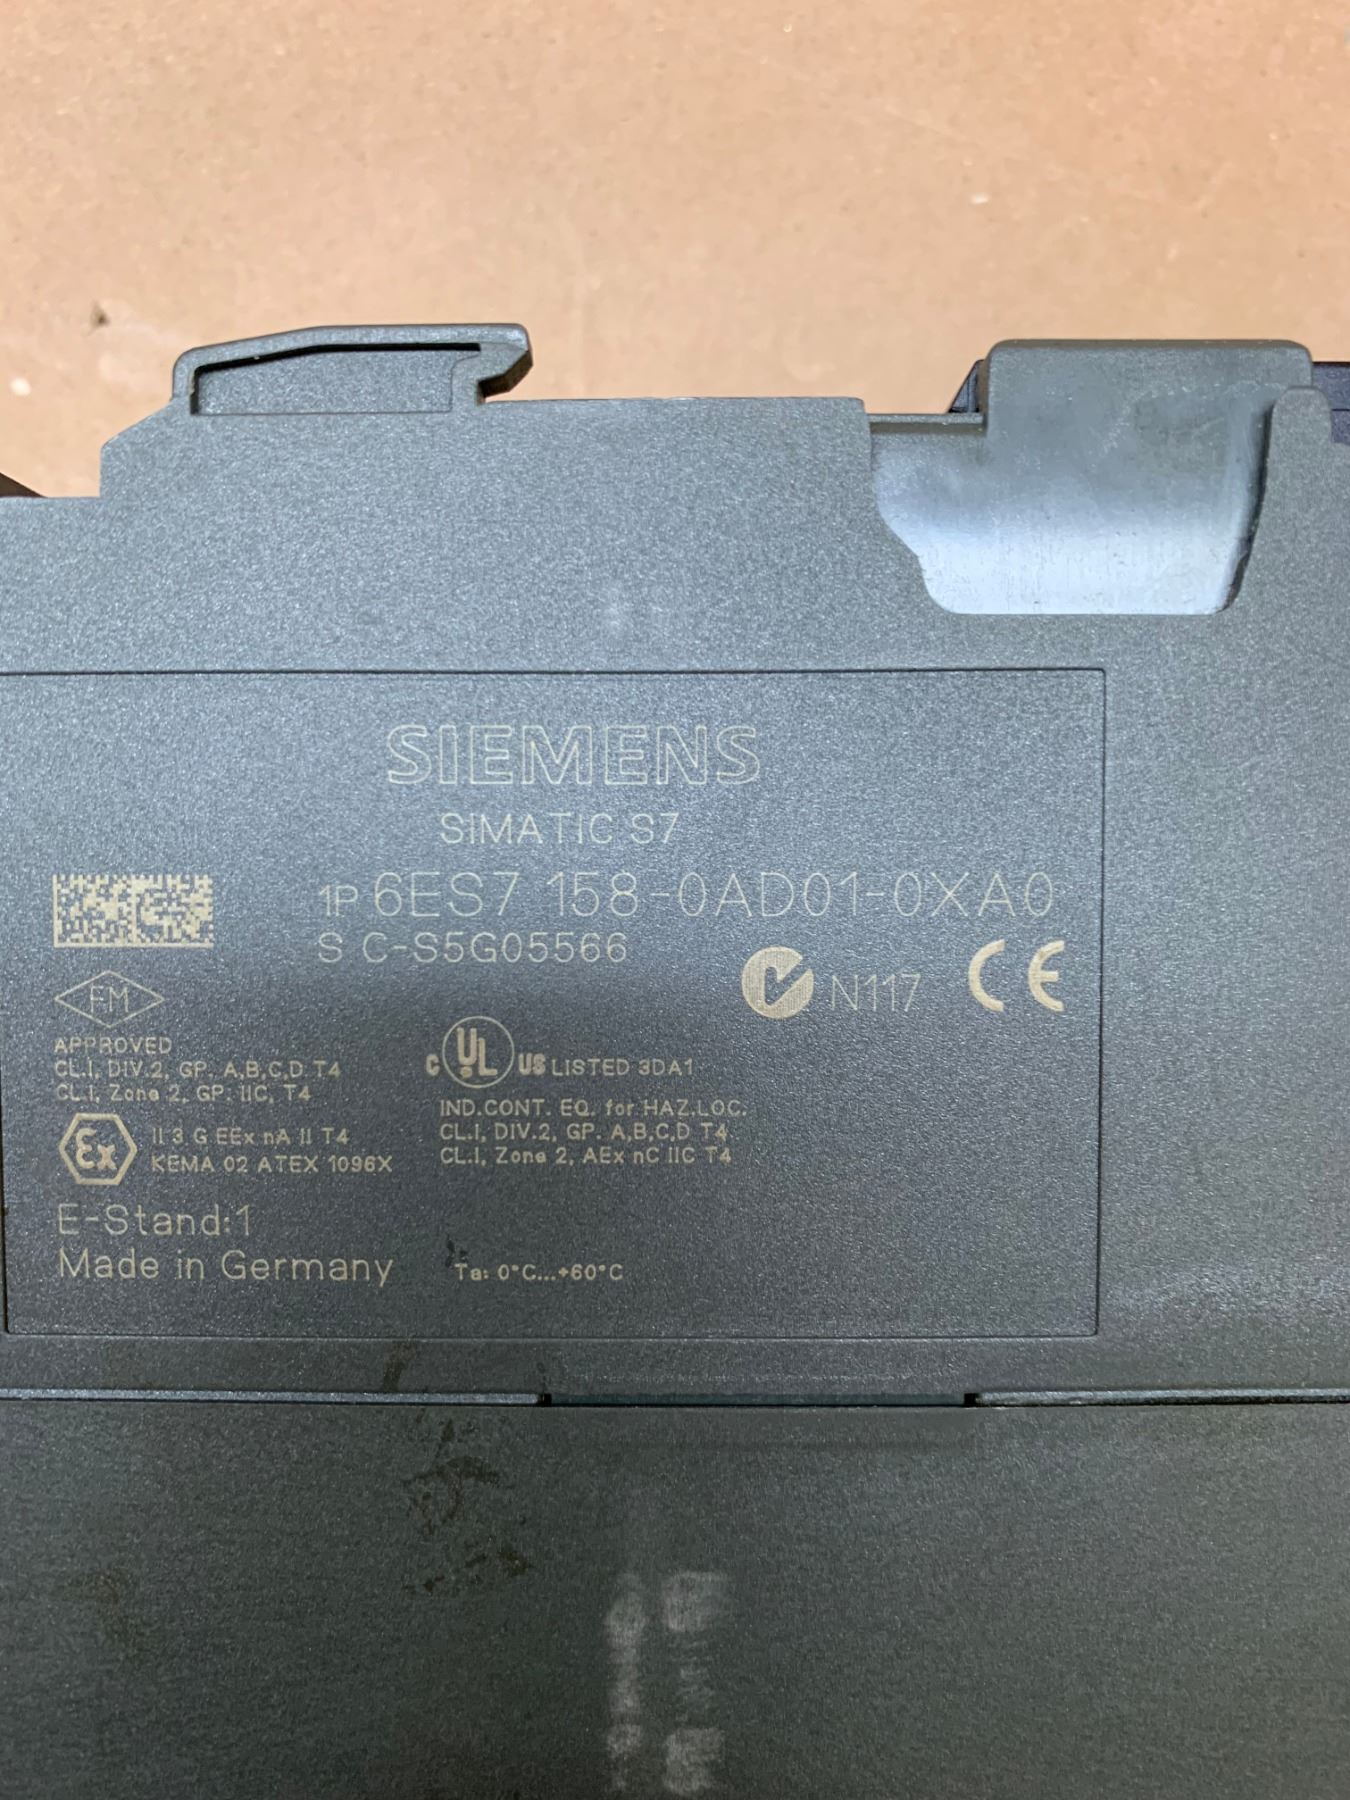 SIEMENS
SIMATIC S7
1P 6ES7 158-0AD01-0XA0
S C-S5G05566
N117 CE
FM
APPROVED
CL.I, DIV.2, GP. A,B,C,D T4
CL.I, Zone 2, GP. IIC, T4
Ex
II 3 G EEx nA II T4
KEMA 02 ATEX 1096X
C UL US LISTED 3DA1
IND.CONT. EQ. for HAZ.LOC.
CL.I, DIV.2, GP. A,B,C,D T4
CL.I, Zone 2, AEx nC IIC T4
E-Stand:1
Made in Germany
Ta: 0°C...+60°C